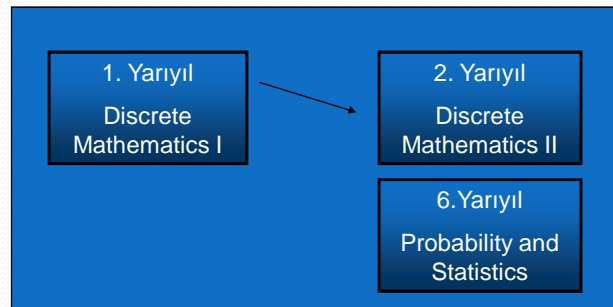 1. Yarıyıl
Discrete
Mathematics I
2. Yarıyıl
Discrete
Mathematics II
6.Yarıyıl
Probability and
Statistics